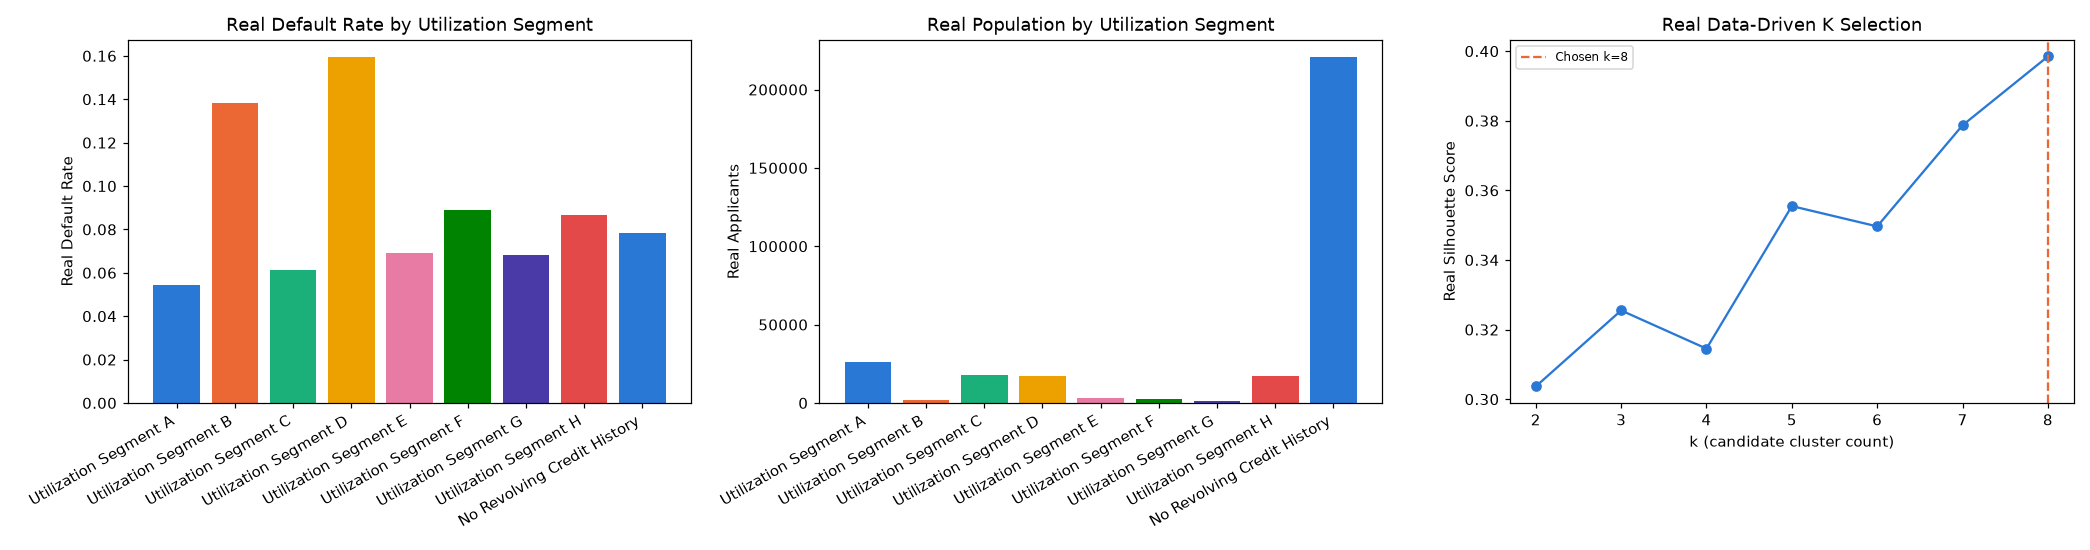 Real Default Rate by Utilization Segment
Real Default Rate
0.16
0.14
0.12
0.10
0.08
0.06
0.04
0.02
0.00
Utilization Segment A
Utilization Segment B
Utilization Segment C
Utilization Segment D
Utilization Segment E
Utilization Segment F
Utilization Segment G
Utilization Segment H
No Revolving Credit History
Real Population by Utilization Segment
Real Applicants
200000
150000
100000
50000
0
Utilization Segment A
Utilization Segment B
Utilization Segment C
Utilization Segment D
Utilization Segment E
Utilization Segment F
Utilization Segment G
Utilization Segment H
No Revolving Credit History
Real Data-Driven K Selection
Chosen k=8
Real Silhouette Score
0.40
0.38
0.36
0.34
0.32
0.30
2 3 4 5 6 7 8
k (candidate cluster count)